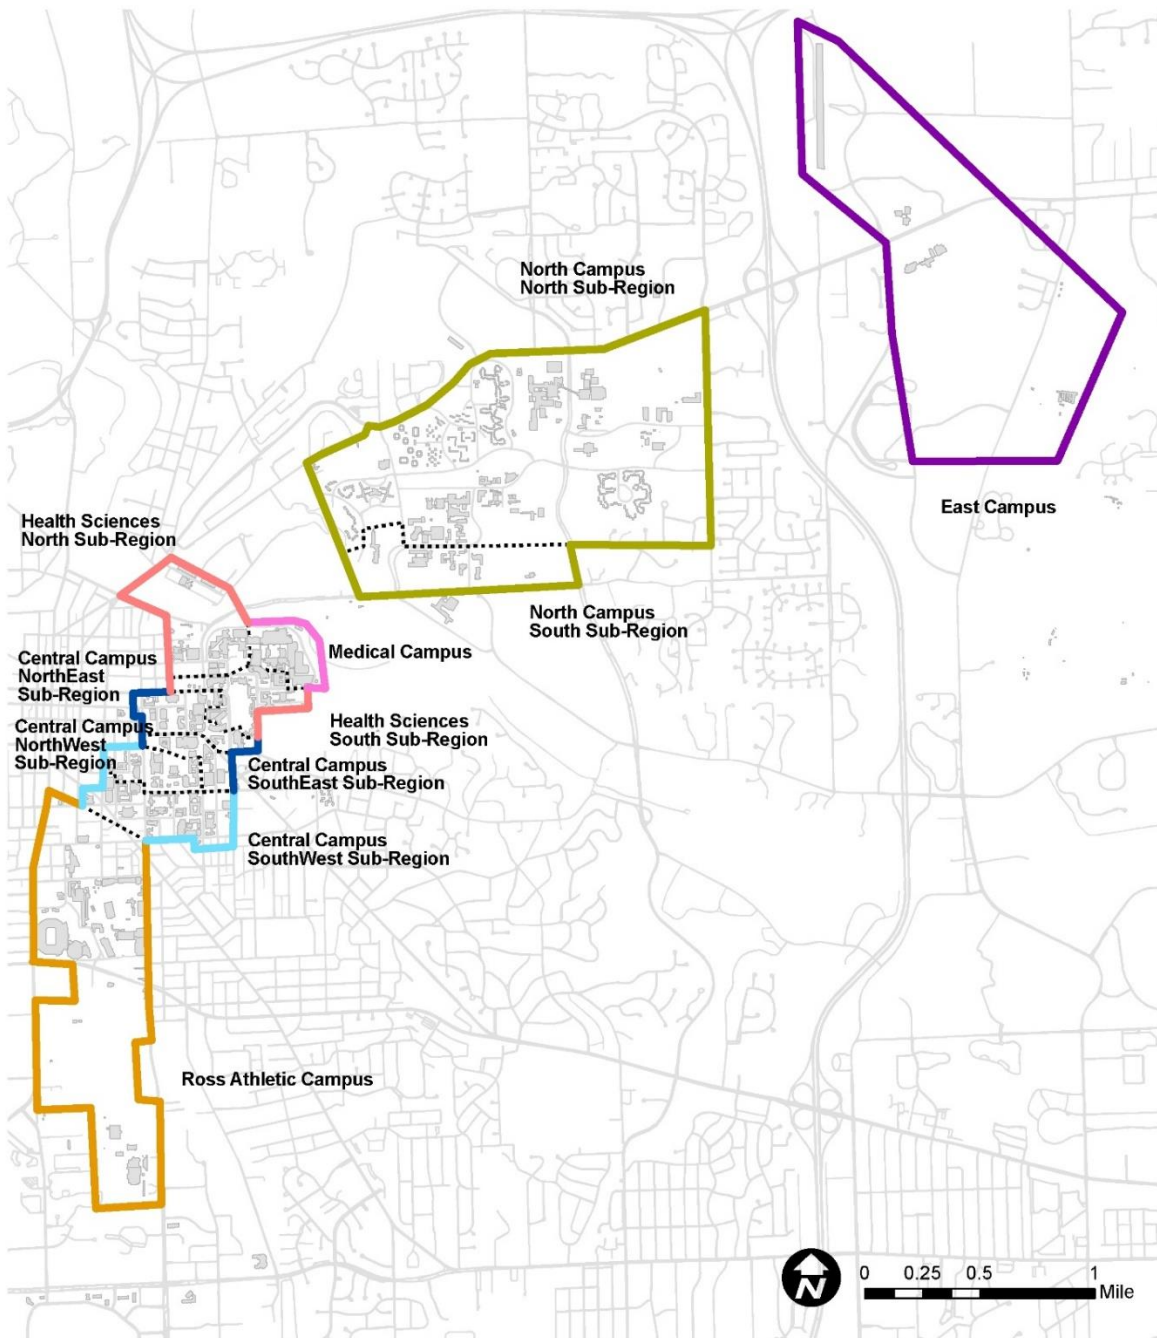 North Campus
North Sub-Region
East Campus
Health Sciences
North Sub-Region
North Campus
South Sub-Region
Medical Campus
Central Campus
NorthEast
Sub-Region
Health Sciences
South Sub-Region
Central Campus
NorthWest
Sub-Region
Central Campus
SouthEast Sub-Region
Central Campus
SouthWest Sub-Region
Ross Athletic Campus
N
0 0.25 0.5 1
Mile